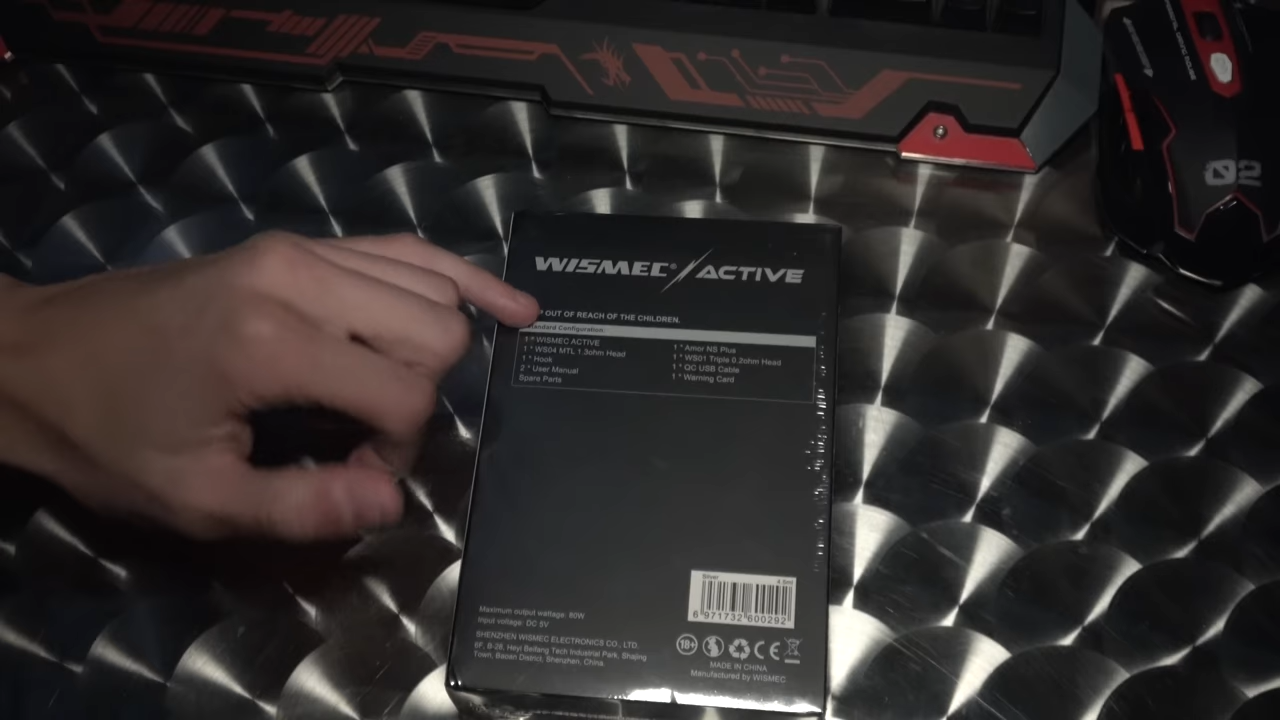 02
WISMEC® ACTIVE
OUT OF REACH OF THE CHILDREN.
Standard Configuration:
1 * WISMEC ACTIVE
1 * WS04 MTL 1.3ohm Head
1 * Hook
2 * User Manual
Spare Parts
1 * Amor NS Plus
1 * WS01 Triple 0.2ohm Head
1 * QC USB Cable
1 * Warning Card
Silver 4.0ml
6 971732 600292
Maximum output wattage: 80W
Input voltage: DC 5V
SHENZHEN WISMEC ELECTRONICS CO., LTD.
6F, B-28, Heyi Beifang Tech Industrial Park, Shajing
Town, Baoan District, Shenzhen, China.
18+
CE
MADE IN CHINA
Manufactured by WISMEC